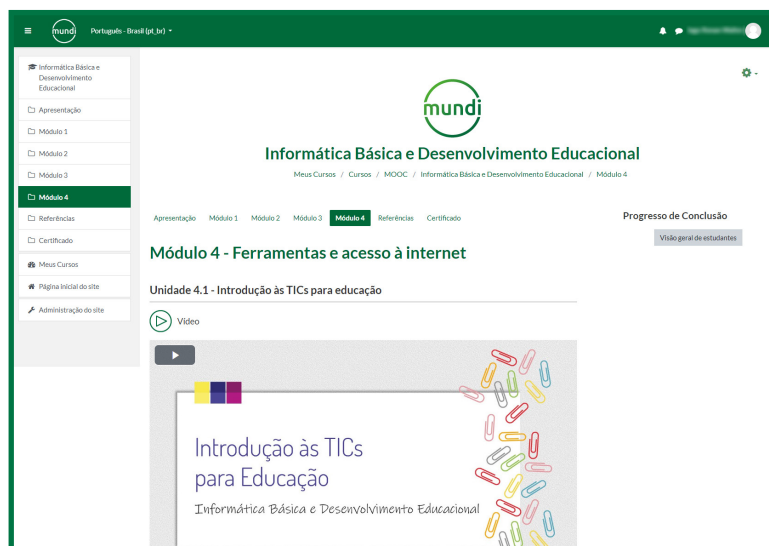 mundi
Português - Brasil (pt_br)
Informática Básica e
Desenvolvimento
Educacional
Apresentação
Módulo 1
Módulo 2
Módulo 3
Módulo 4
Referências
Certificado
Meus Cursos
Página inicial do site
Administração do site
mundi
Informática Básica e Desenvolvimento Educacional
Meus Cursos / Cursos / MOOC / Informática Básica e Desenvolvimento Educacional / Módulo 4
Apresentação Módulo 1 Módulo 2 Módulo 3 Módulo 4 Referências Certificado
Módulo 4 - Ferramentas e acesso à internet
Unidade 4.1 - Introdução às TICs para educação
Vídeo
Introdução às TICs
para Educação
Informática Básica e Desenvolvimento Educacional
Progresso de Conclusão
Visão geral de estudantes